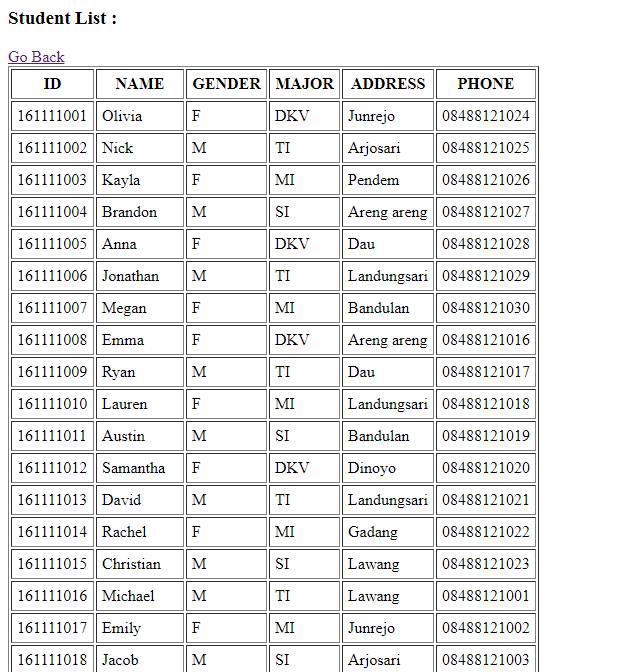 Student List :
Go Back
ID NAME GENDER MAJOR ADDRESS PHONE
161111001 Olivia F DKV Junrejo 08488121024
161111002 Nick M TI Arjosari 08488121025
161111003 Kayla F MI Pendem 08488121026
161111004 Brandon M SI Areng areng 08488121027
161111005 Anna F DKV Dau 08488121028
161111006 Jonathan M TI Landungsari 08488121029
161111007 Megan F MI Bandulan 08488121030
161111008 Emma F DKV Areng areng 08488121016
161111009 Ryan M TI Dau 08488121017
161111010 Lauren F MI Landungsari 08488121018
161111011 Austin M SI Bandulan 08488121019
161111012 Samantha F DKV Dinoyo 08488121020
161111013 David M TI Landungsari 08488121021
161111014 Rachel F MI Gadang 08488121022
161111015 Christian M SI Lawang 08488121023
161111016 Michael M TI Lawang 08488121001
161111017 Emily F MI Junrejo 08488121002
161111018 Jacob M SI Arjosari 08488121003